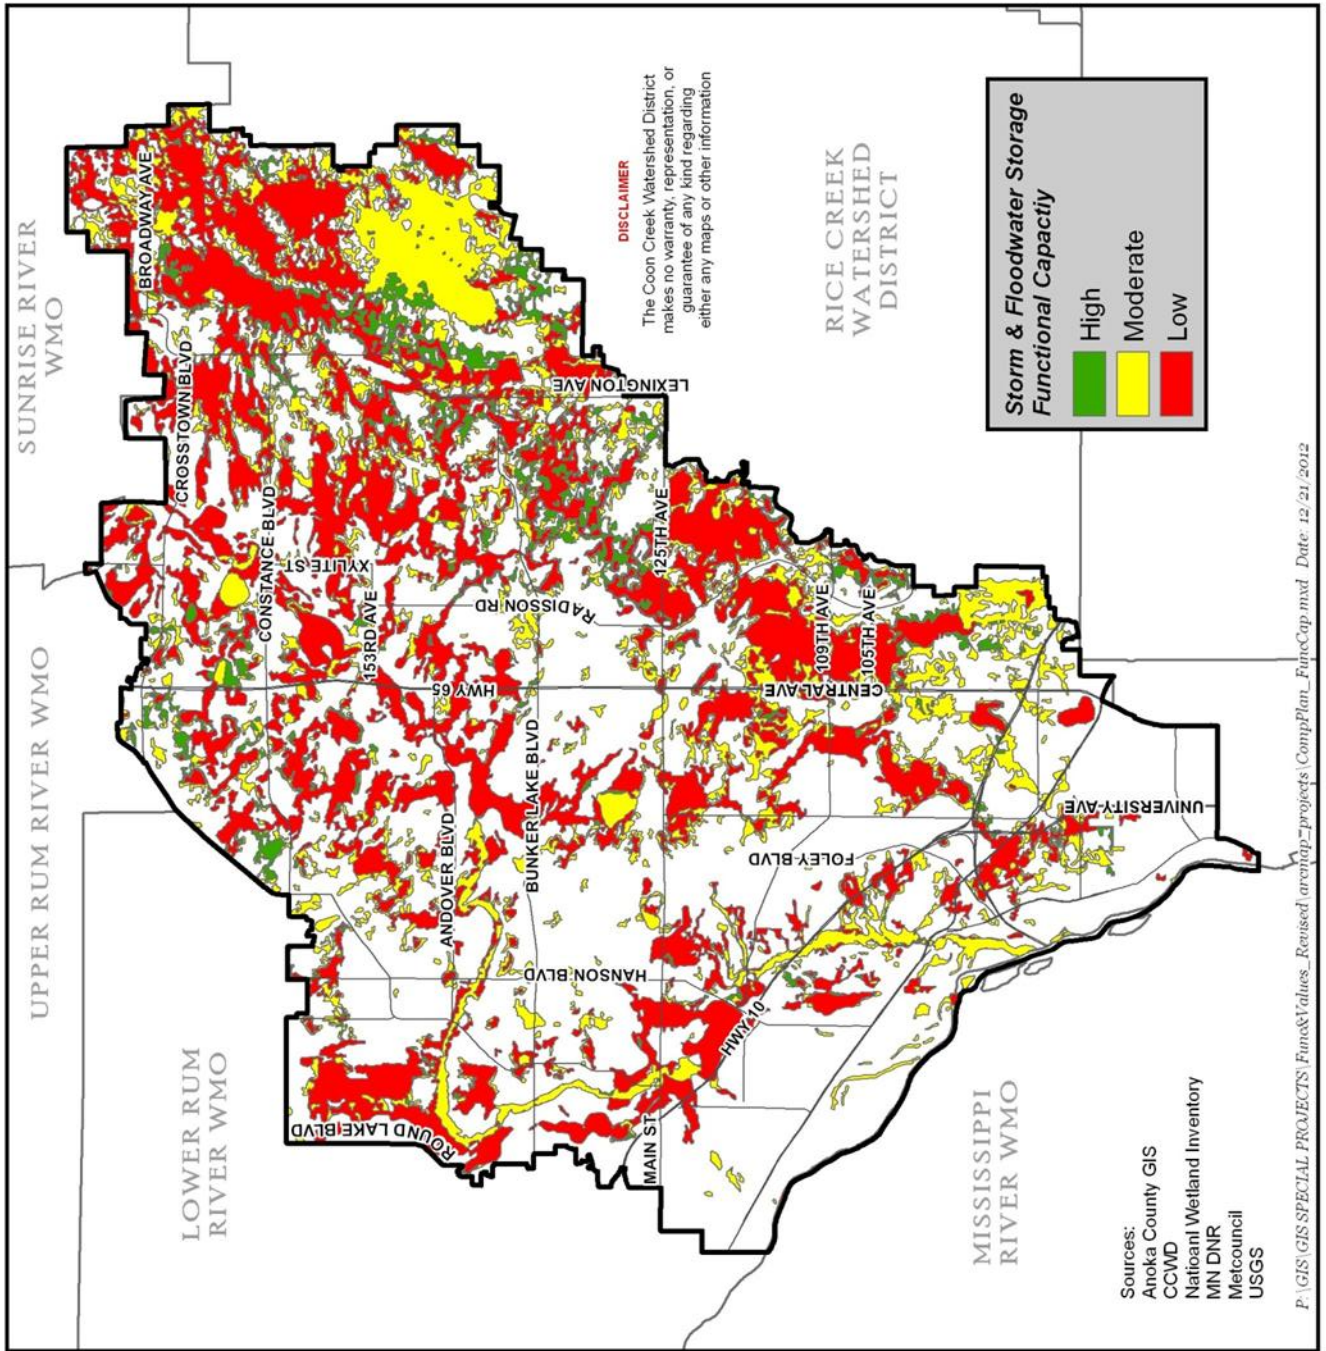 SUNRISE RIVER
WMO
UPPER RUM RIVER WMO
LOWER RUM
RIVER WMO
MISSISSIPPI
RIVER WMO
RICE CREEK
WATERSHED
DISTRICT
BROADWAY AVE
CROSSTOWN BLVD
CONSTANCE BLVD
XYLITE ST
153RD AVE
RADISSON RD
HWY 65
LEXINGTON AVE
125TH AVE
109TH AVE
105TH AVE
CENTRAL AVE
BUNKER LAKE BLVD
ANDOVER BLVD
FOLEY BLVD
UNIVERSITY AVE
HANSON BLVD
HWY 10
MAIN ST
ROUND LAKE BLVD
DISCLAIMER
The Coon Creek Watershed District
makes no warranty, representation, or
guarantee of any kind regarding
either any maps or other information
Storm & Floodwater Storage
Functional Capactiy
High
Moderate
Low
Sources:
Anoka County GIS
CCWD
Natioanl Wetland Inventory
MN DNR
Metcouncil
USGS
P:\GIS\GIS SPECIAL PROJECTS\Func&Values_Revised\arcmap_projects\CompPlan_FuncCap.mxd Date: 12/21/2012